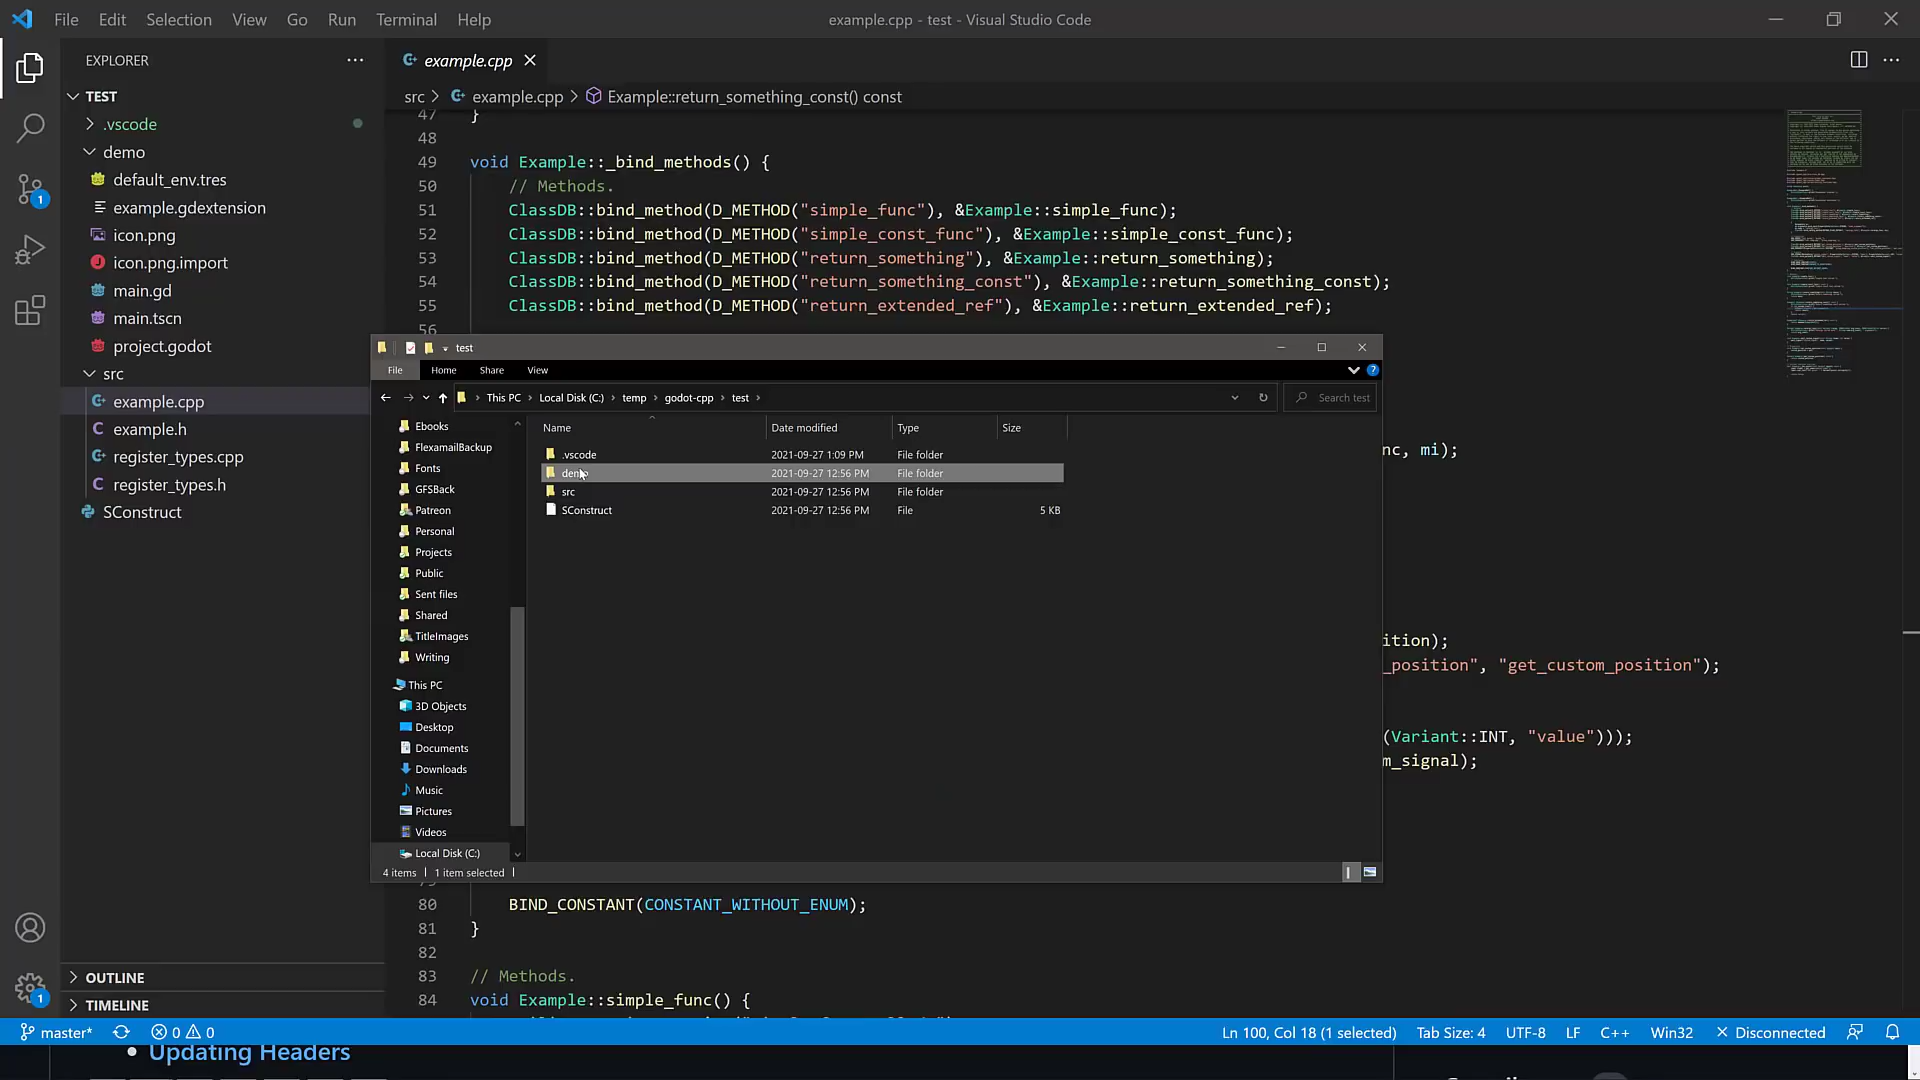 File Edit Selection View Go Run Terminal Help
example.cpp - test - Visual Studio Code
EXPLORER
TEST
.vscode
demo
default_env.tres
example.gdextension
icon.png
icon.png.import
main.gd
main.tscn
project.godot
src
example.cpp
example.h
register_types.cpp
register_types.h
SConstruct
OUTLINE
TIMELINE
1
1
example.cpp
src > example.cpp > Example::return_something_const() const
47 }
48
49 void Example::_bind_methods() {
50 // Methods.
51 ClassDB::bind_method(D_METHOD("simple_func"), &Example::simple_func);
52 ClassDB::bind_method(D_METHOD("simple_const_func"), &Example::simple_const_func);
53 ClassDB::bind_method(D_METHOD("return_something"), &Example::return_something);
54 ClassDB::bind_method(D_METHOD("return_something_const"), &Example::return_something_const);
55 ClassDB::bind_method(D_METHOD("return_extended_ref"), &Example::return_extended_ref);
56
nc, mi);
ition);
_position", "get_custom_position");
(Variant::INT, "value")));
m_signal);
test
File Home Share View
This PC > Local Disk (C:) > temp > godot-cpp > test >
Search test
Ebooks
FlexamailBackup
Fonts
GFSBack
Patreon
Personal
Projects
Public
Sent files
Shared
TitleImages
Writing
This PC
3D Objects
Desktop
Documents
Downloads
Music
Pictures
Videos
Local Disk (C:)
Name Date modified Type Size
.vscode 2021-09-27 1:09 PM File folder
demo 2021-09-27 12:56 PM File folder
src 2021-09-27 12:56 PM File folder
SConstruct 2021-09-27 12:56 PM File 5 KB
4 items 1 item selected
80 BIND_CONSTANT(CONSTANT_WITHOUT_ENUM);
81 }
82
83 // Methods.
84 void Example::simple_func() {
master* 0 0
Ln 100, Col 18 (1 selected) Tab Size: 4 UTF-8 LF C++ Win32 Disconnected
Updating Headers